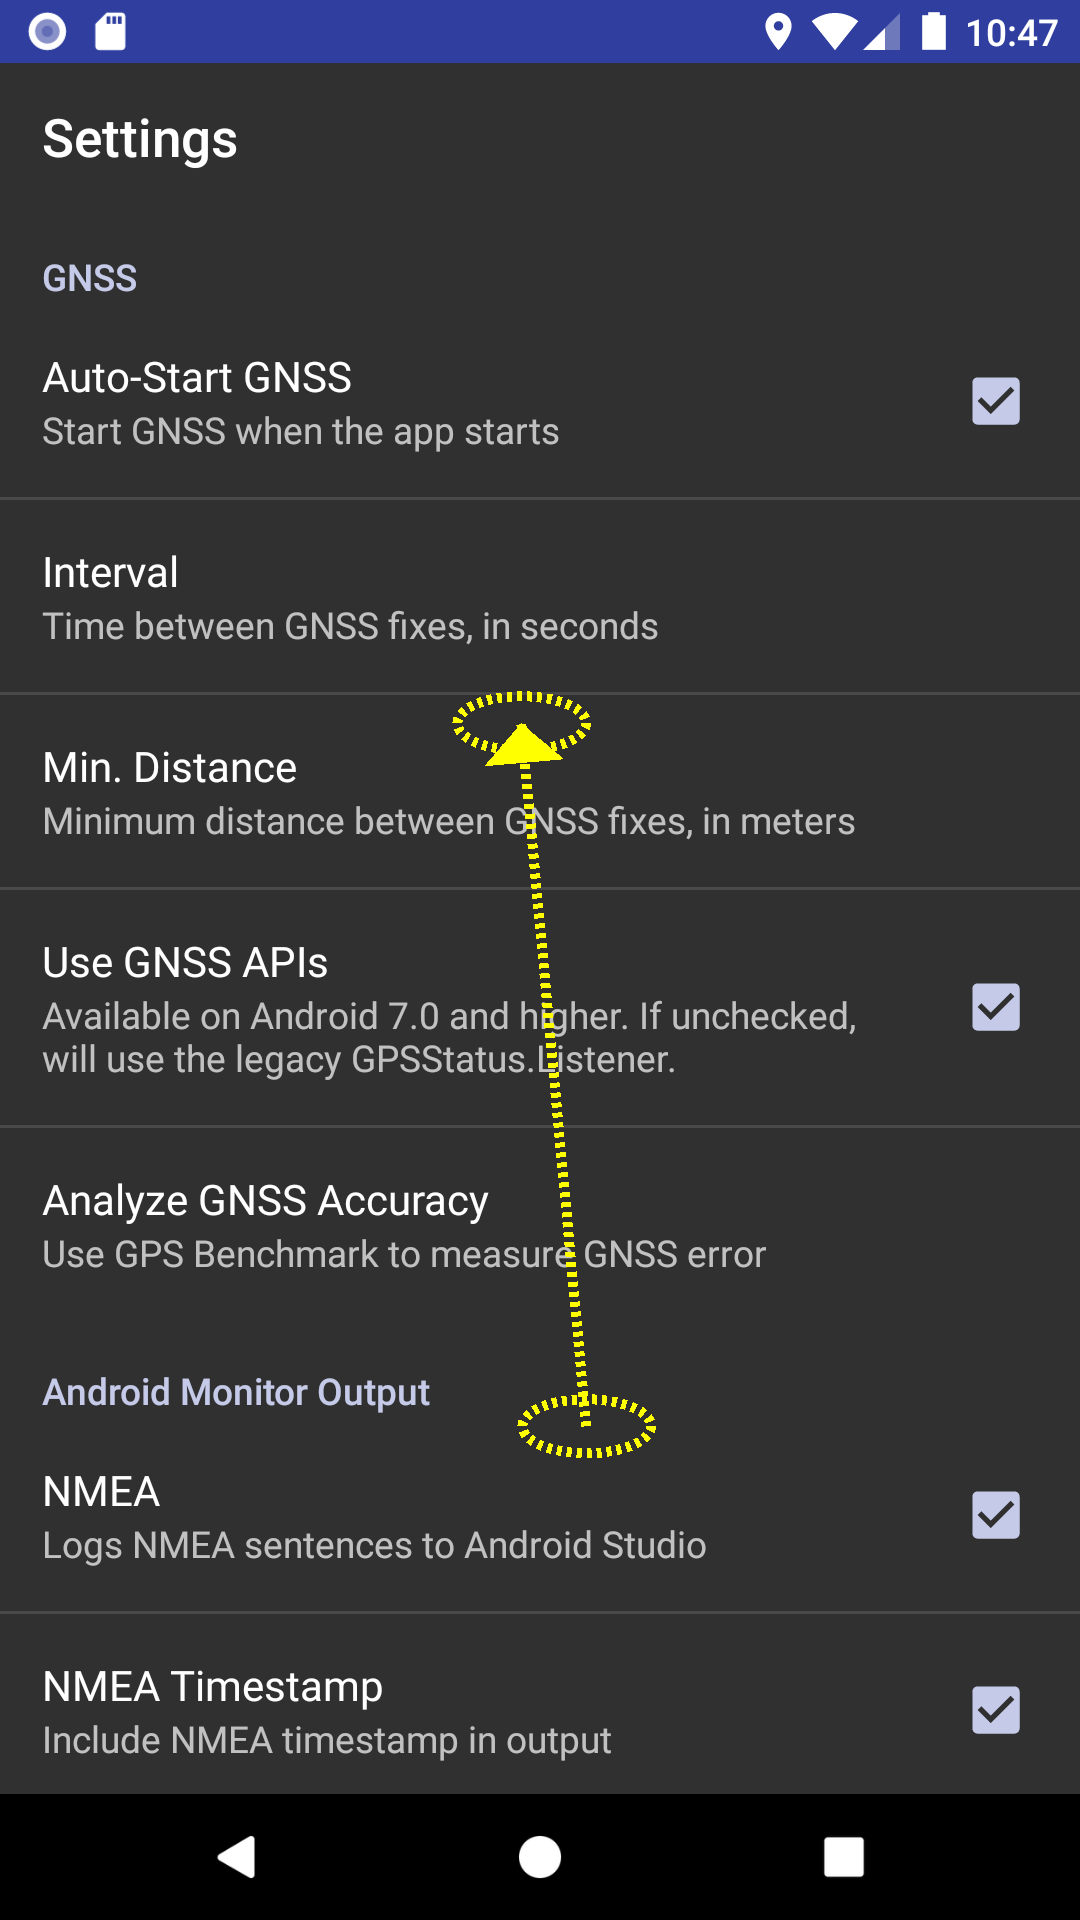 10:47
Settings
GNSS
Auto-Start GNSS
Start GNSS when the app starts
Interval
Time between GNSS fixes, in seconds
Min. Distance
Minimum distance between GNSS fixes, in meters
Use GNSS APIs
Available on Android 7.0 and higher. If unchecked,
will use the legacy GPSStatus.Listener.
Analyze GNSS Accuracy
Use GPS Benchmark to measure GNSS error
Android Monitor Output
NMEA
Logs NMEA sentences to Android Studio
NMEA Timestamp
Include NMEA timestamp in output